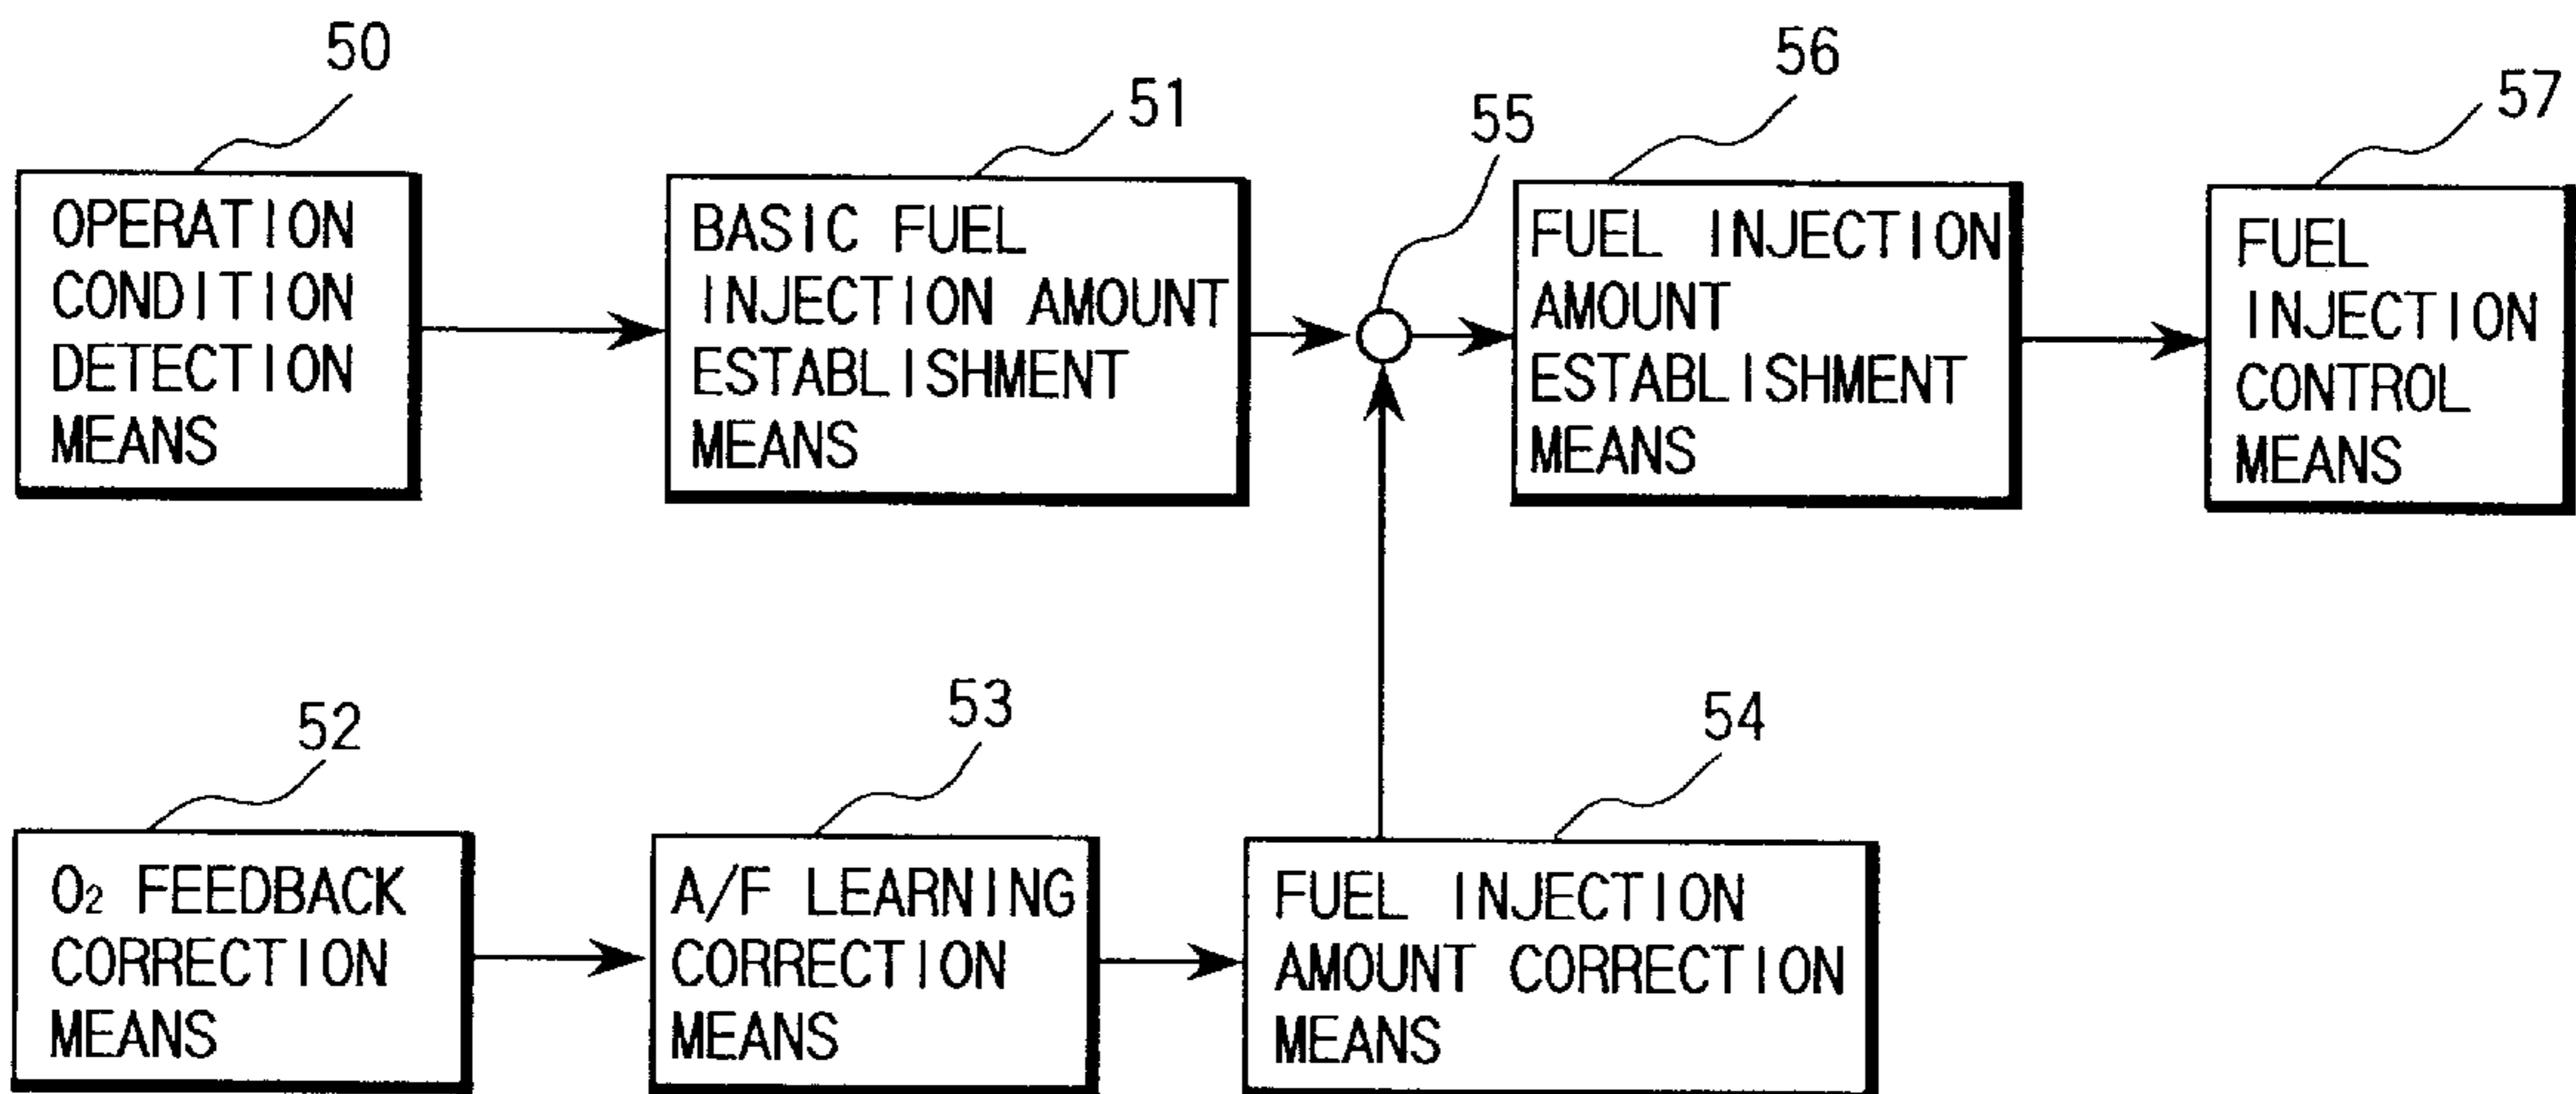 50
OPERATION
CONDITION
DETECTION
MEANS
51
BASIC FUEL
INJECTION AMOUNT
ESTABLISHMENT
MEANS
55
56
FUEL INJECTION
AMOUNT
ESTABLISHMENT
MEANS
57
FUEL
INJECTION
CONTROL
MEANS
52
O₂ FEEDBACK
CORRECTION
MEANS
53
A/F LEARNING
CORRECTION
MEANS
54
FUEL INJECTION
AMOUNT CORRECTION
MEANS